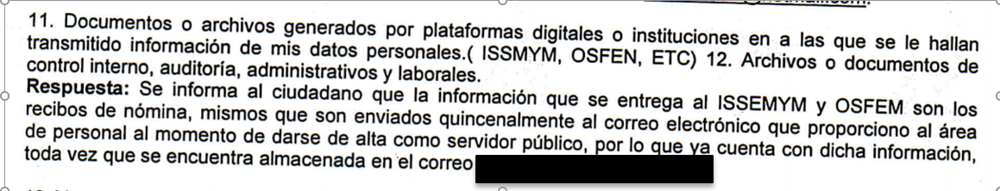 11. Documentos o archivos generados por plataformas digitales o instituciones en a las que se le hallan
transmitido información de mis datos personales.( ISSMYM, OSFEN, ETC) 12. Archivos o documentos de
control interno, auditoría, administrativos y laborales.
Respuesta: Se informa al ciudadano que la información que se entrega al ISSEMYM y OSFEM son los
recibos de nómina, mismos que son enviados quincenalmente al correo electrónico que proporciono al área
de personal al momento de darse de alta como servidor público, por lo que ya cuenta con dicha información,
toda vez que se encuentra almacenada en el correo